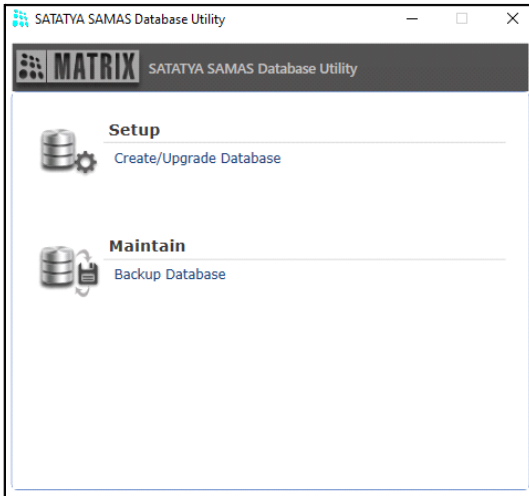 SATATYA SAMAS Database Utility
MATRIX SATATYA SAMAS Database Utility
Setup
Create/Upgrade Database
Maintain
Backup Database